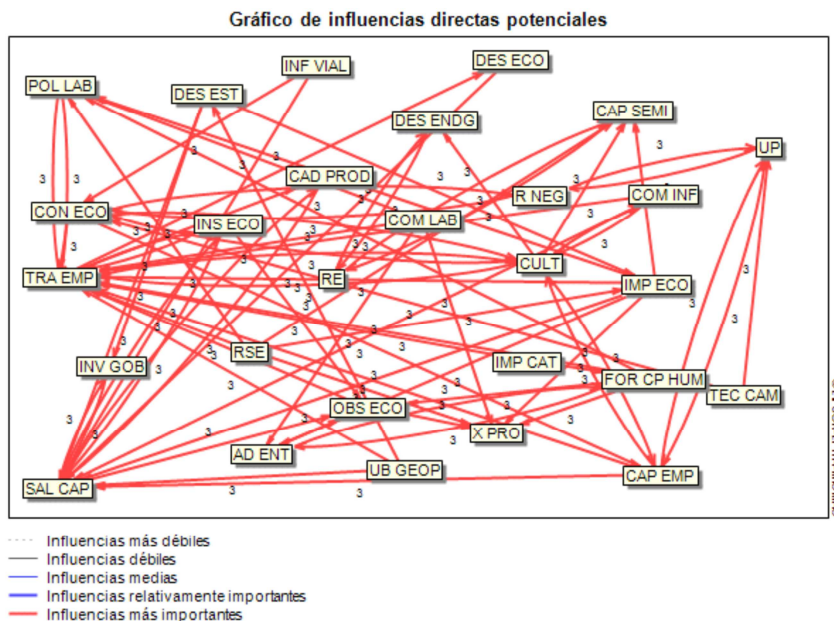 Gráfico de influencias directas potenciales
INF VIAL
DES ECO
POL LAB
DES EST
DES ENDG
CAP SEMI
UP
CAD PROD
R NEG
COM INF
CON ECO
INS ECO
COM LAB
CULT
TRA EMP
RE
IMP ECO
INV GOB
RSE
IMP CAT
FOR CP HUM
TEC CAM
OBS ECO
X PRO
AD ENT
UB GEOP
CAP EMP
SAL CAP
3
Influencias más débiles
Influencias débiles
Influencias medias
Influencias relativamente importantes
Influencias más importantes